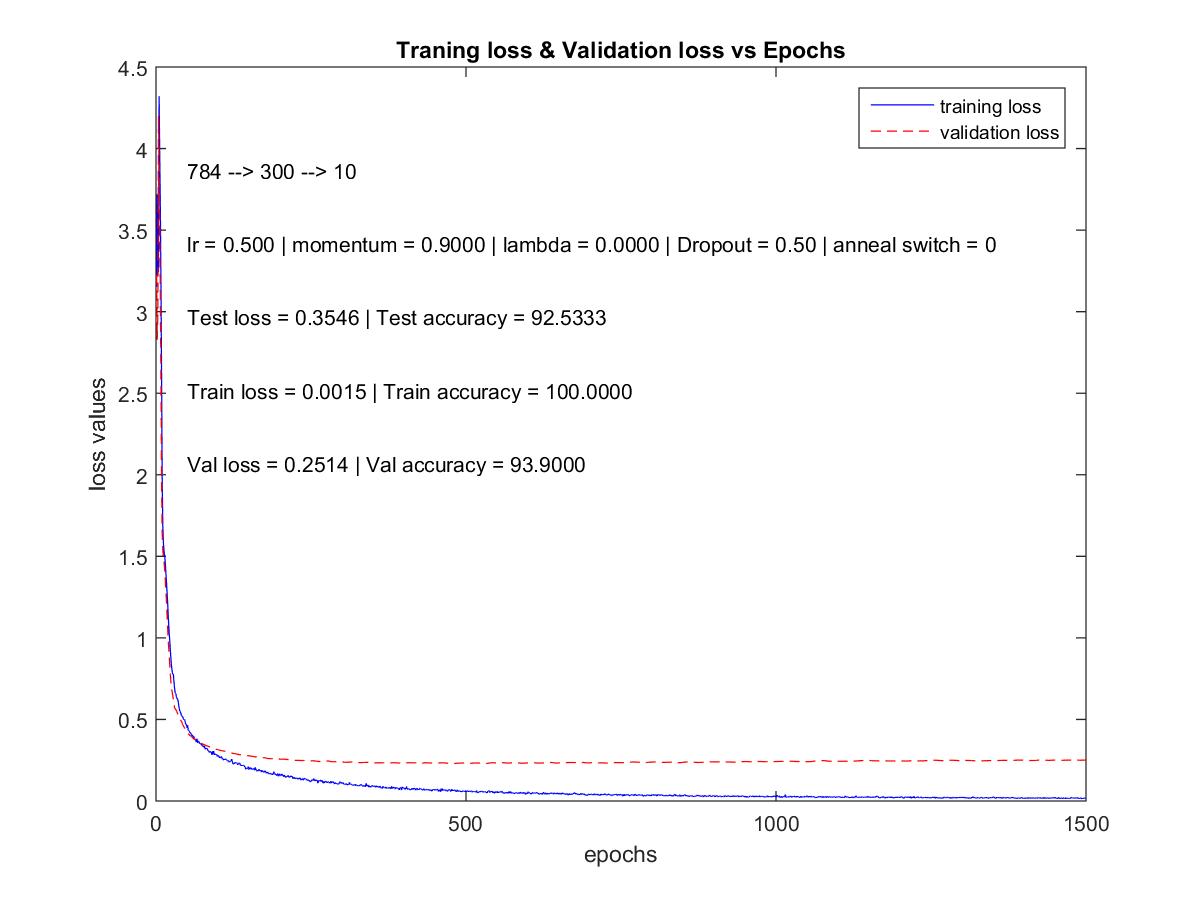 Traning loss & Validation loss vs Epochs
4.5
4
3.5
3
2.5
2
1.5
1
0.5
0
loss values
training loss
validation loss
784 --> 300 --> 10
lr = 0.500 | momentum = 0.9000 | lambda = 0.0000 | Dropout = 0.50 | anneal switch = 0
Test loss = 0.3546 | Test accuracy = 92.5333
Train loss = 0.0015 | Train accuracy = 100.0000
Val loss = 0.2514 | Val accuracy = 93.9000
0 500 1000 1500
epochs